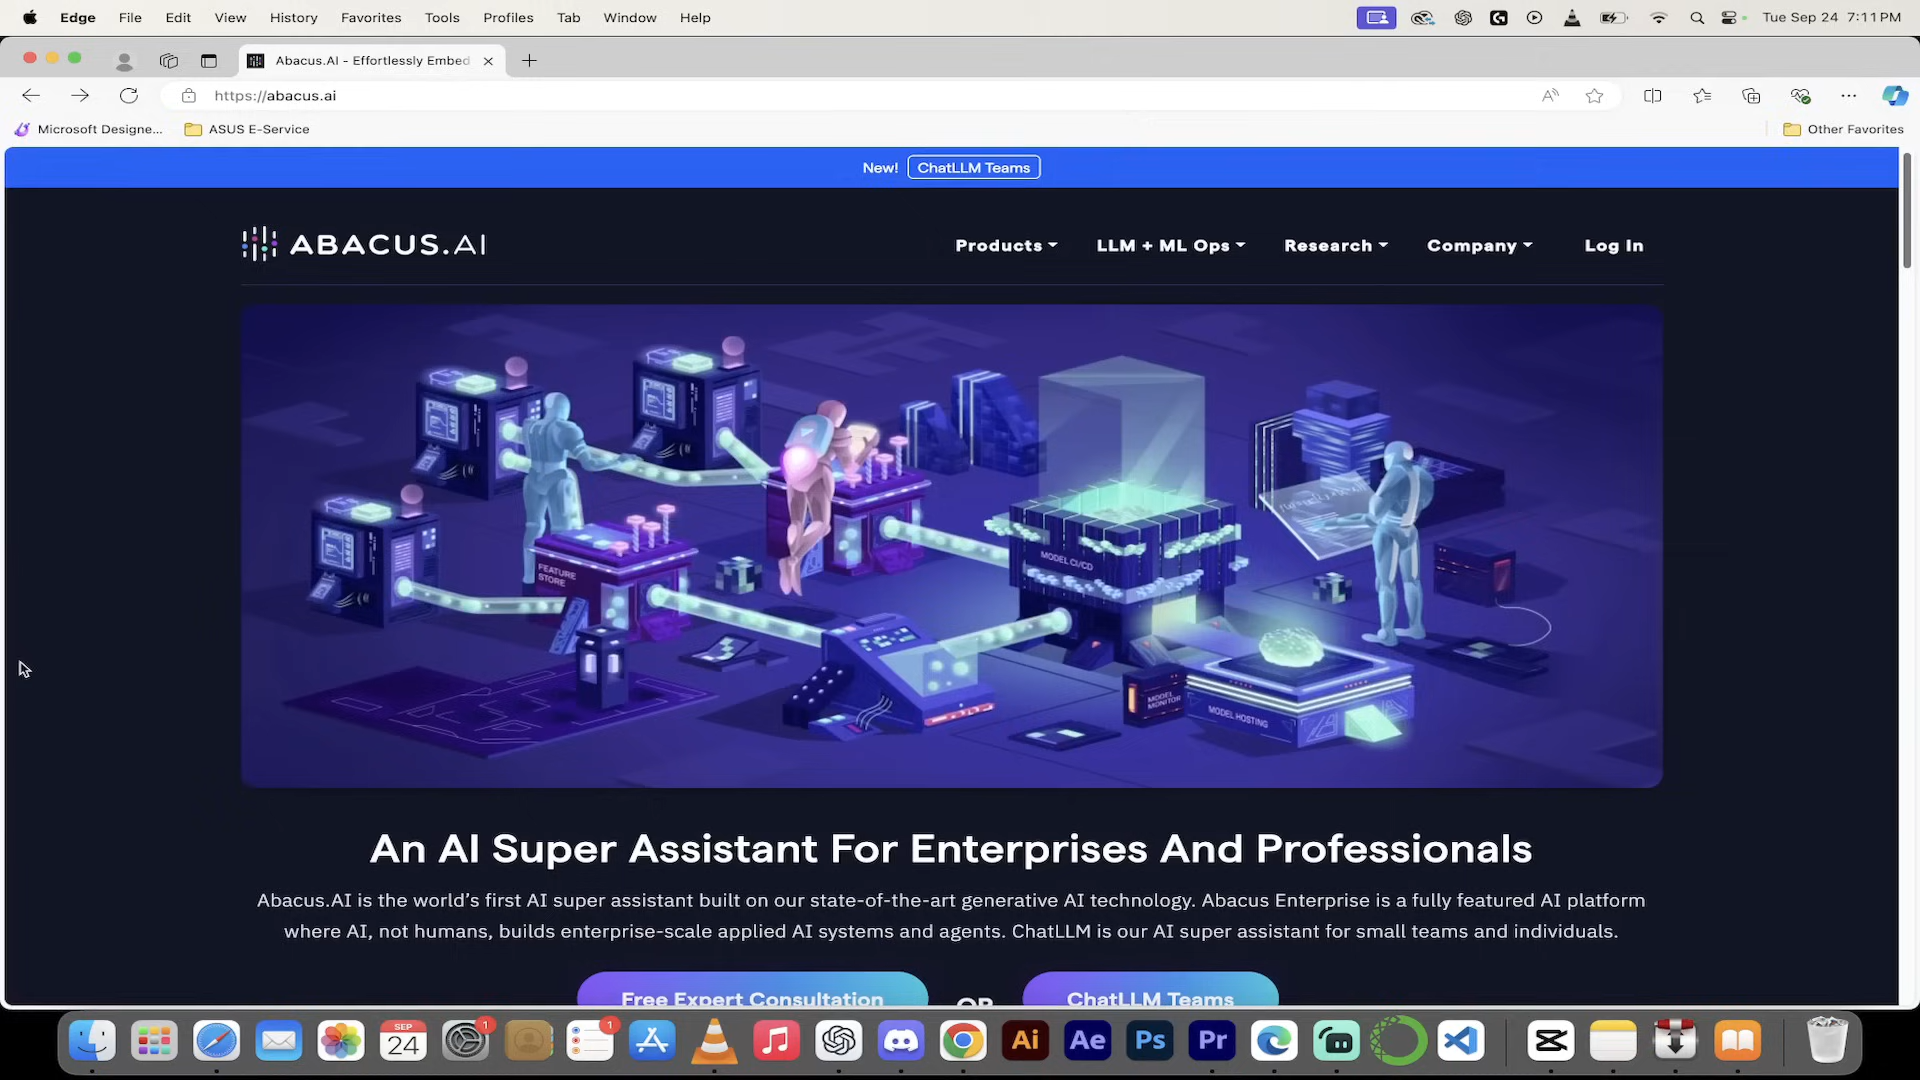 Edge File Edit View History Favorites Tools Profiles Tab Window Help
Tue Sep 24 7:11 PM
Abacus.AI - Effortlessly Embed
https://abacus.ai
Microsoft Designe...
ASUS E-Service
Other Favorites
New! ChatLLM Teams
ABACUS.AI
Products LLM + ML Ops Research Company Log In
FEATURE
STORE
MODEL CI/CD
MODEL
MONITOR
MODEL HOSTING
An AI Super Assistant For Enterprises And Professionals
Abacus.AI is the world's first AI super assistant built on our state-of-the-art generative AI technology. Abacus Enterprise is a fully featured AI platform
where AI, not humans, builds enterprise-scale applied AI systems and agents. ChatLLM is our AI super assistant for small teams and individuals.
Free Expert Consultation OR ChatLLM Teams
SEP
24
1
1
Ai
Ae
Ps
Pr